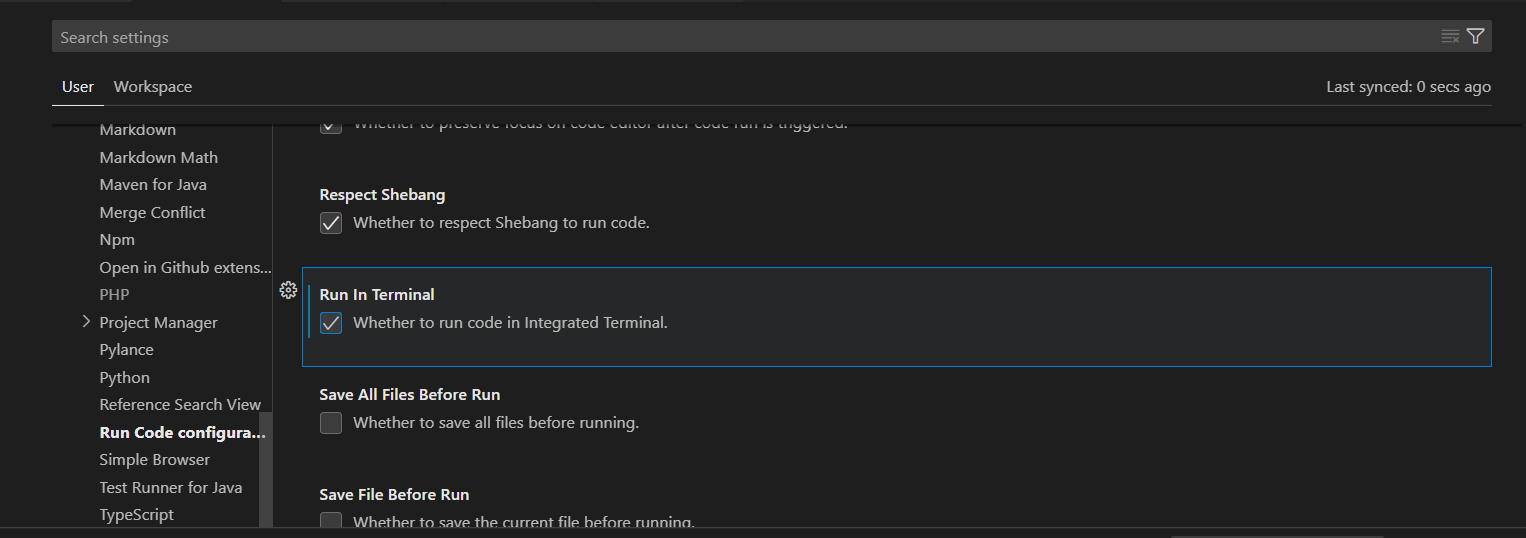 Search settings
User Workspace Last synced: 0 secs ago
Markdown
Markdown Math
Maven for Java
Merge Conflict
Npm
Open in Github extens...
PHP
Project Manager
Pylance
Python
Reference Search View
Run Code configura...
Simple Browser
Test Runner for Java
TypeScript
Whether to preserve focus on code editor after code run is triggered.
Respect Shebang
Whether to respect Shebang to run code.
Run In Terminal
Whether to run code in Integrated Terminal.
Save All Files Before Run
Whether to save all files before running.
Save File Before Run
Whether to save the current file before running.